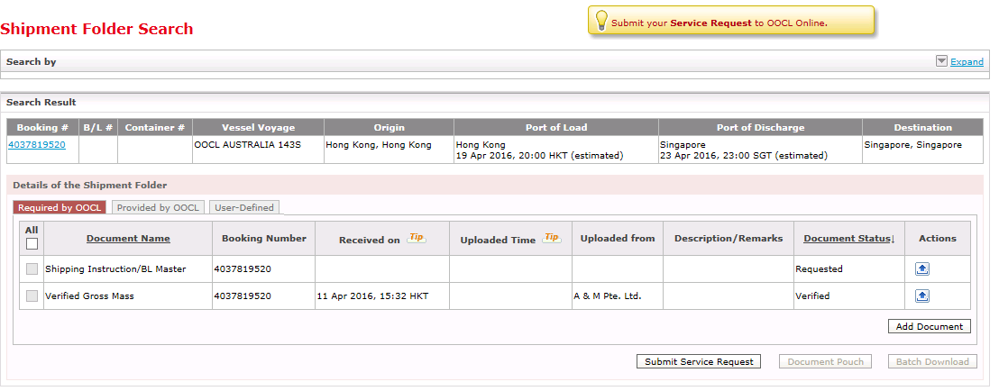 Shipment Folder Search
Submit your Service Request to OOCL Online.
Search by
Expand
Search Result
Booking # B/L # Container # Vessel Voyage Origin Port of Load Port of Discharge Destination
4037819520 OOCL AUSTRALIA 143S Hong Kong, Hong Kong Hong Kong Singapore Singapore, Singapore
19 Apr 2016, 20:00 HKT (estimated) 23 Apr 2016, 23:00 SGT (estimated)
Details of the Shipment Folder
Required by OOCL Provided by OOCL User-Defined
All Document Name Booking Number Received on Tip Uploaded Time Tip Uploaded from Description/Remarks Document Status↓ Actions
Shipping Instruction/BL Master 4037819520 Requested
Verified Gross Mass 4037819520 11 Apr 2016, 15:32 HKT A & M Pte. Ltd. Verified
Add Document
Submit Service Request Document Pouch Batch Download